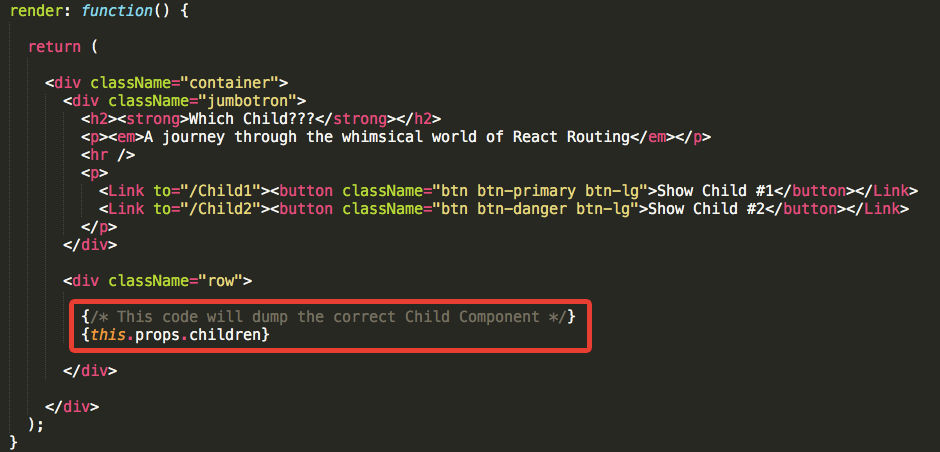 render: function() {
return (
<div className="container">
<div className="jumbotron">
<h2><strong>Which Child???</strong></h2>
<p><em>A journey through the whimsical world of React Routing</em></p>
<hr />
<p>
<Link to="/Child1"><button className="btn btn-primary btn-lg">Show Child #1</button></Link>
<Link to="/Child2"><button className="btn btn-danger btn-lg">Show Child #2</button></Link>
</p>
</div>
<div className="row">
{/* This code will dump the correct Child Component */}
{this.props.children}
</div>
</div>
);
}